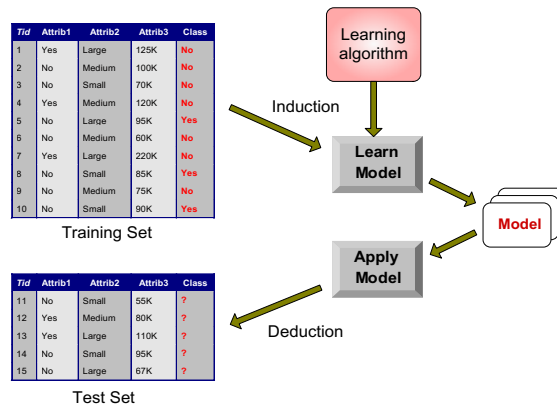 Tid Attrib1 Attrib2 Attrib3 Class
1 Yes Large 125K No
2 No Medium 100K No
3 No Small 70K No
4 Yes Medium 120K No
5 No Large 95K Yes
6 No Medium 60K No
7 Yes Large 220K No
8 No Small 85K Yes
9 No Medium 75K No
10 No Small 90K Yes
Training Set
Learning
algorithm
Induction
Learn
Model
Model
Apply
Model
Deduction
Tid Attrib1 Attrib2 Attrib3 Class
11 No Small 55K ?
12 Yes Medium 80K ?
13 Yes Large 110K ?
14 No Small 95K ?
15 No Large 67K ?
Test Set